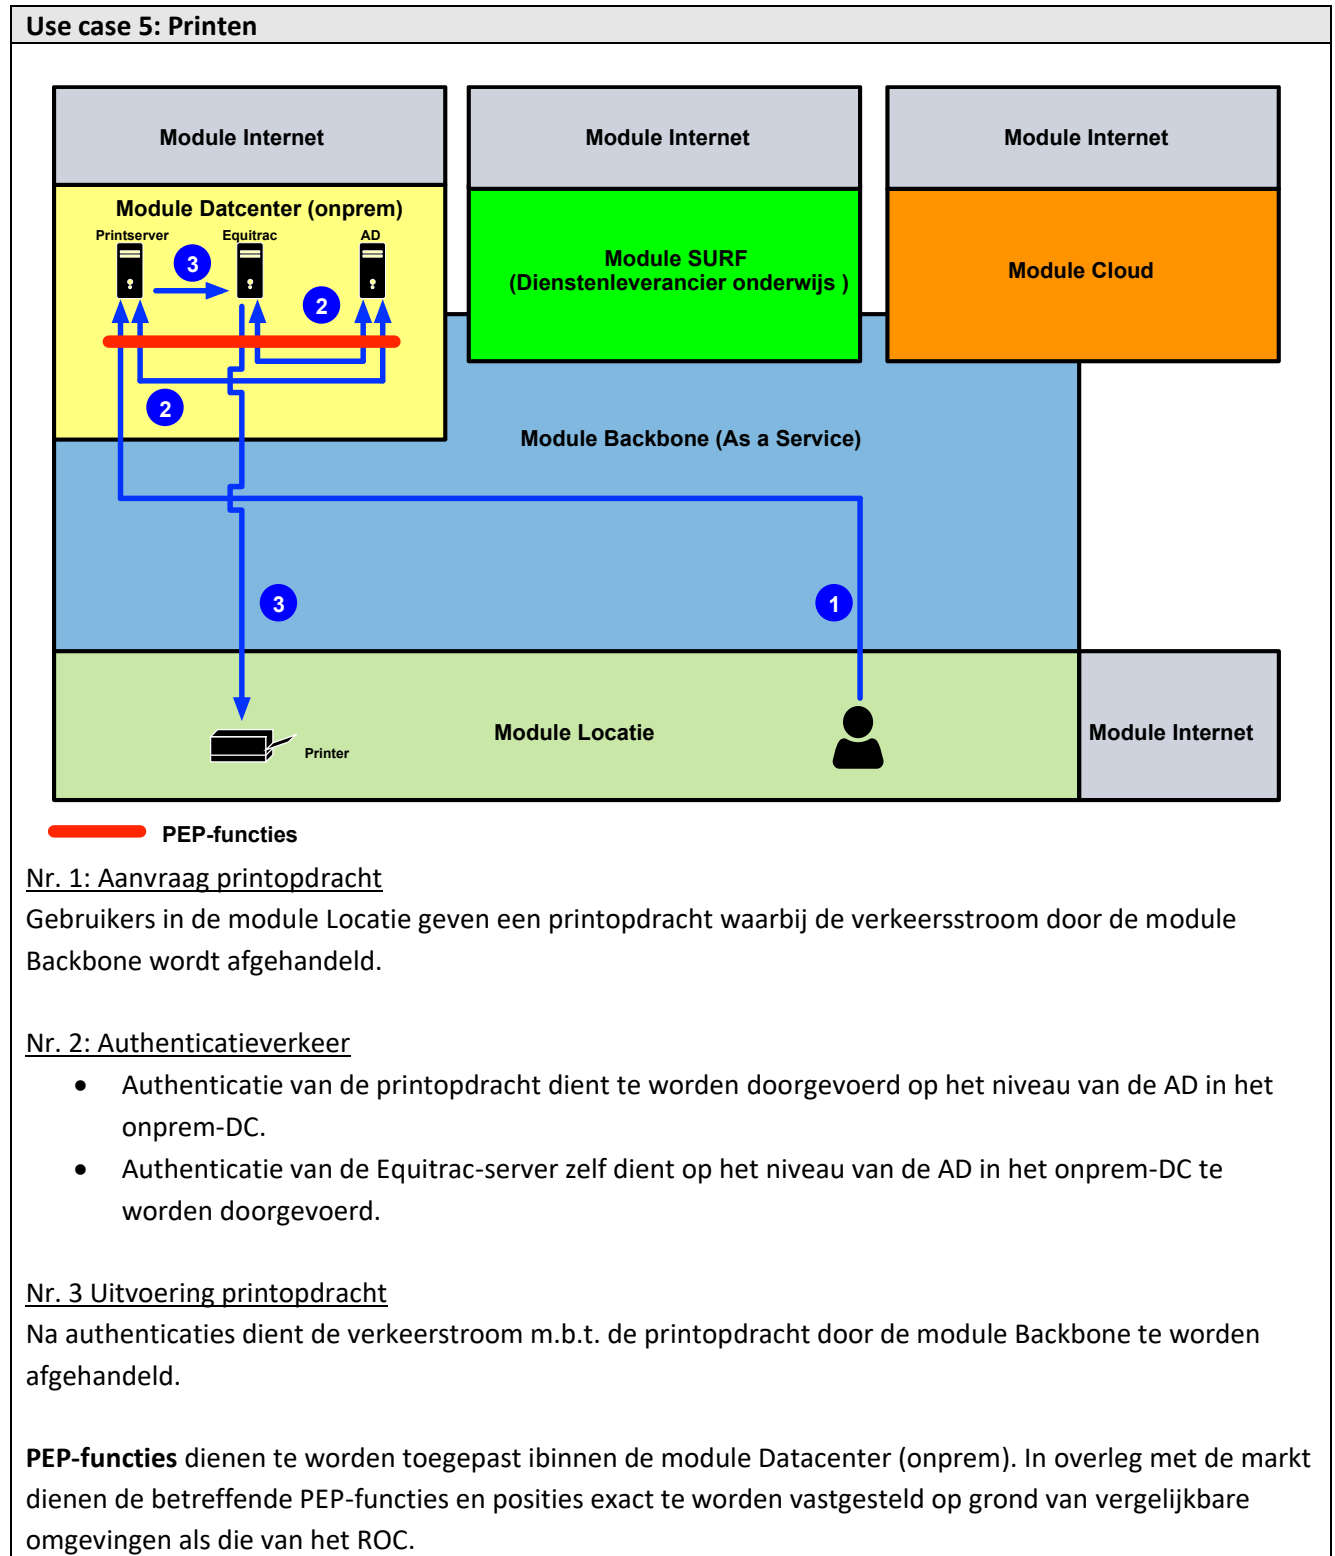 Use case 5: Printen
Module Internet
Module Internet
Module Internet
Module Datcenter (onprem)
Printserver
Equitrac
AD
3
2
2
Module SURF
(Dienstenleverancier onderwijs )
Module Cloud
Module Backbone (As a Service)
3
1
Module Locatie
Printer
Module Internet
PEP-functies
Nr. 1: Aanvraag printopdracht
Gebruikers in de module Locatie geven een printopdracht waarbij de verkeersstroom door de module
Backbone wordt afgehandeld.
Nr. 2: Authenticatieverkeer
• Authenticatie van de printopdracht dient te worden doorgevoerd op het niveau van de AD in het
onprem-DC.
• Authenticatie van de Equitrac-server zelf dient op het niveau van de AD in het onprem-DC te
worden doorgevoerd.
Nr. 3 Uitvoering printopdracht
Na authenticaties dient de verkeerstroom m.b.t. de printopdracht door de module Backbone te worden
afgehandeld.
PEP-functies dienen te worden toegepast ibinnen de module Datacenter (onprem). In overleg met de markt
dienen de betreffende PEP-functies en posities exact te worden vastgesteld op grond van vergelijkbare
omgevingen als die van het ROC.